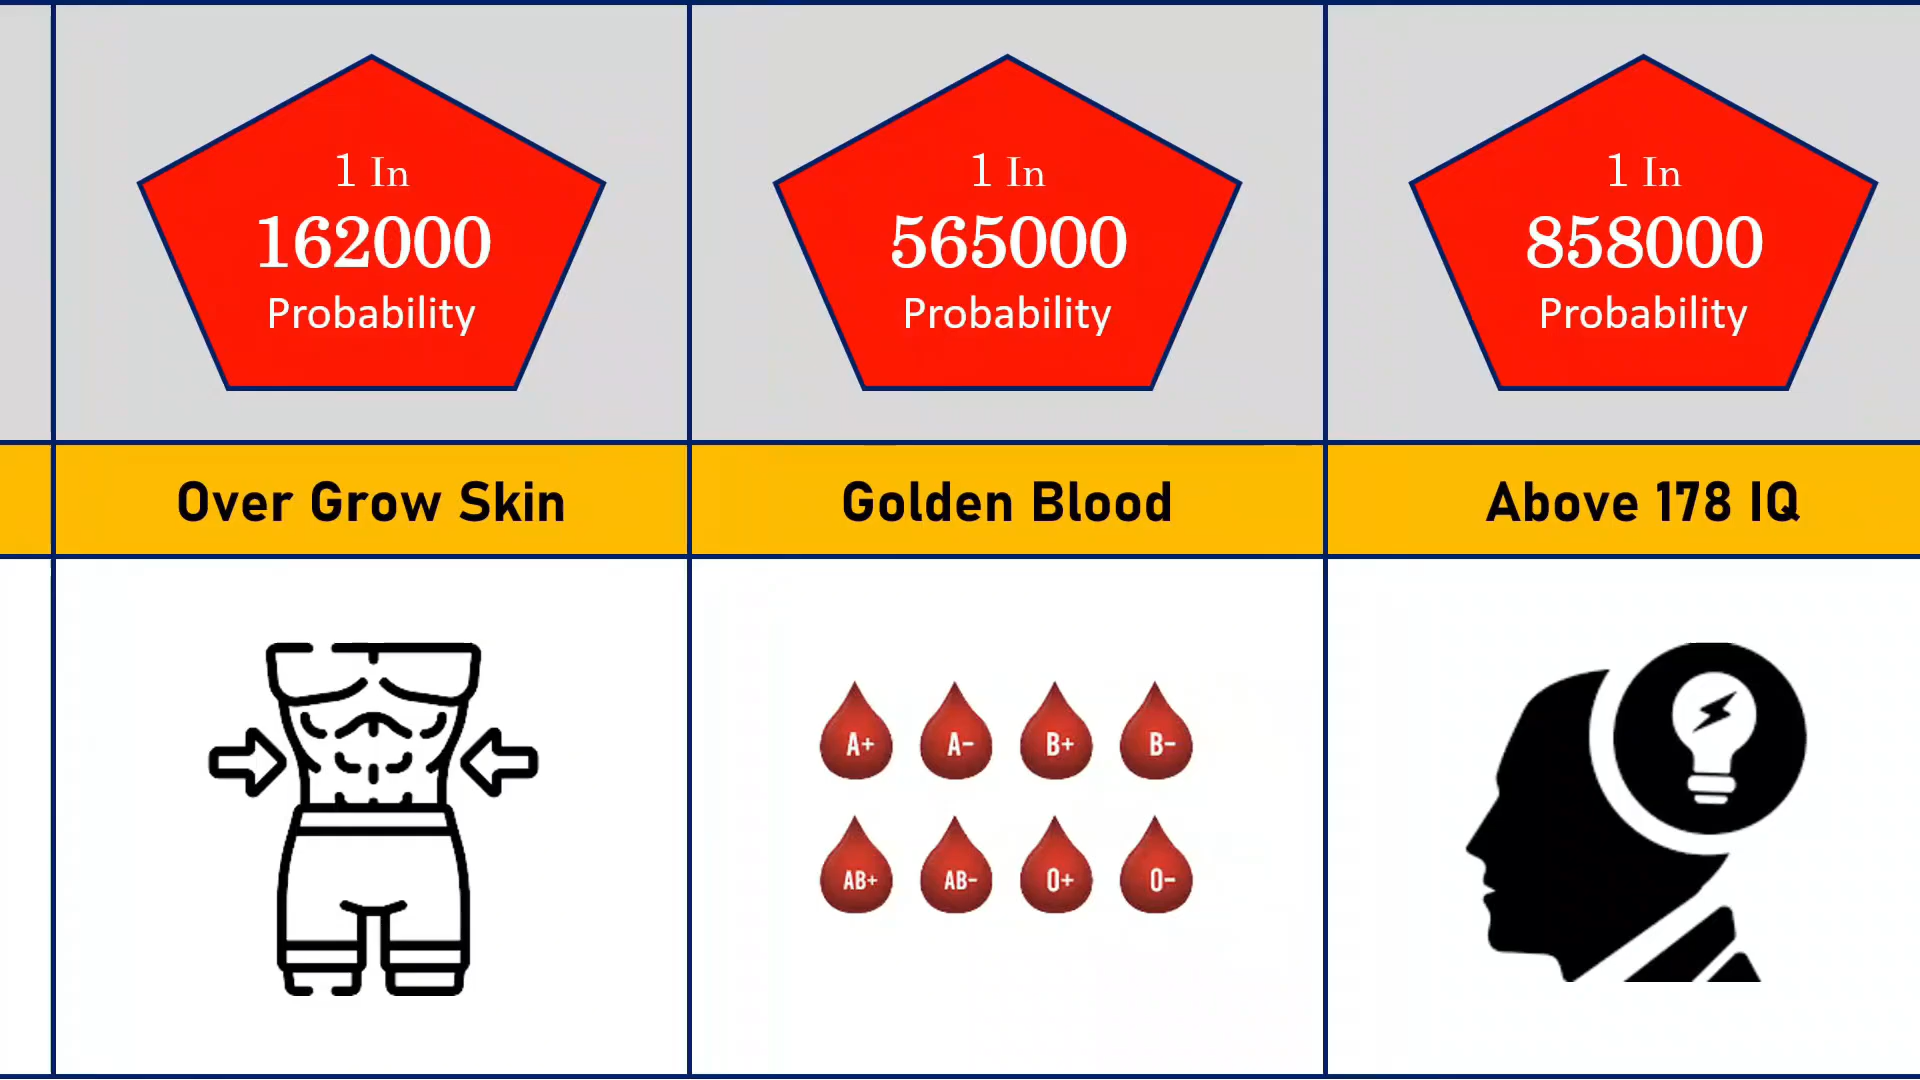 1 In
162000
Probability
1 In
565000
Probability
1 In
858000
Probability
Over Grow Skin
Golden Blood
Above 178 IQ
A+ A- B+ B-
AB+ AB- O+ O-